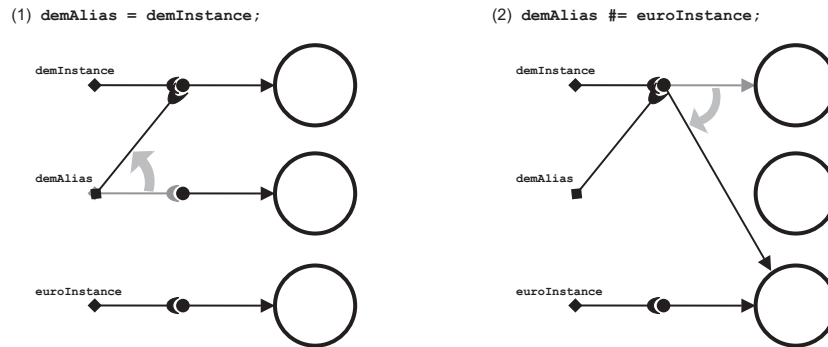 (1) demAlias = demInstance;
demInstance
demAlias
euroInstance
(2) demAlias #= euroInstance;
demInstance
demAlias
euroInstance